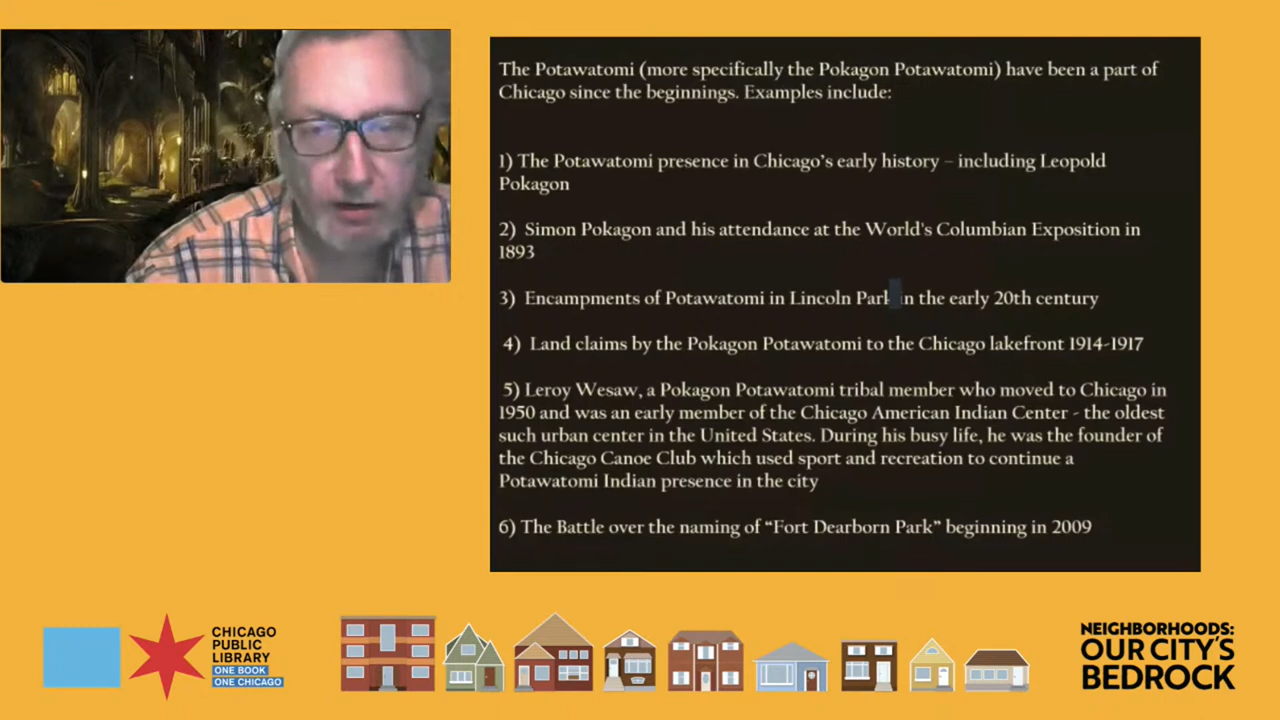 The Potawatomi (more specifically the Pokagon Potawatomi) have been a part of
Chicago since the beginnings. Examples include:
1) The Potawatomi presence in Chicago's early history – including Leopold
Pokagon
2) Simon Pokagon and his attendance at the World's Columbian Exposition in
1893
3) Encampments of Potawatomi in Lincoln Park in the early 20th century
4) Land claims by the Pokagon Potawatomi to the Chicago lakefront 1914-1917
5) Leroy Wesaw, a Pokagon Potawatomi tribal member who moved to Chicago in
1950 and was an early member of the Chicago American Indian Center - the oldest
such urban center in the United States. During his busy life, he was the founder of
the Chicago Canoe Club which used sport and recreation to continue a
Potawatomi Indian presence in the city
6) The Battle over the naming of “Fort Dearborn Park” beginning in 2009
CHICAGO
PUBLIC
LIBRARY
ONE BOOK
ONE CHICAGO
NEIGHBORHOODS:
OUR CITY'S
BEDROCK